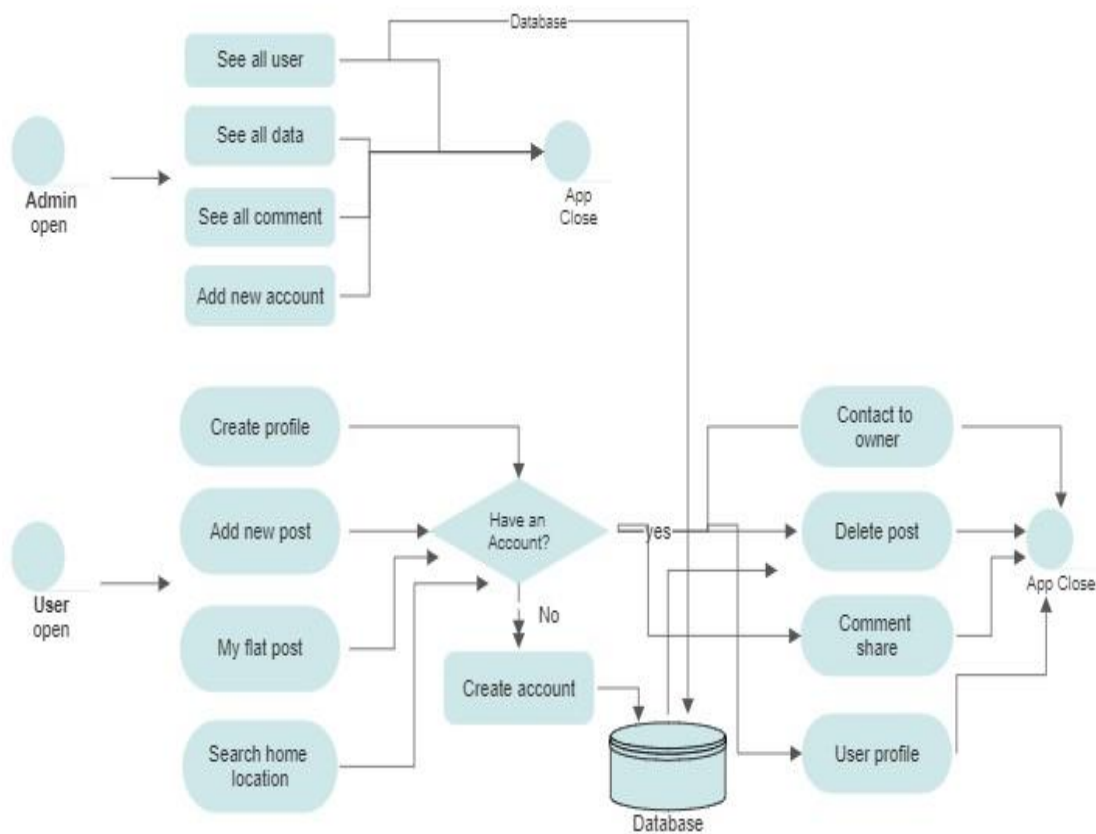 Database
See all user
See all data
See all comment
Add new account
Admin
open
App
Close
Create profile
Add new post
My flat post
Search home
location
User
open
Have an
Account?
yes
No
Create account
Database
Contact to
owner
Delete post
Comment
share
User profile
App Close